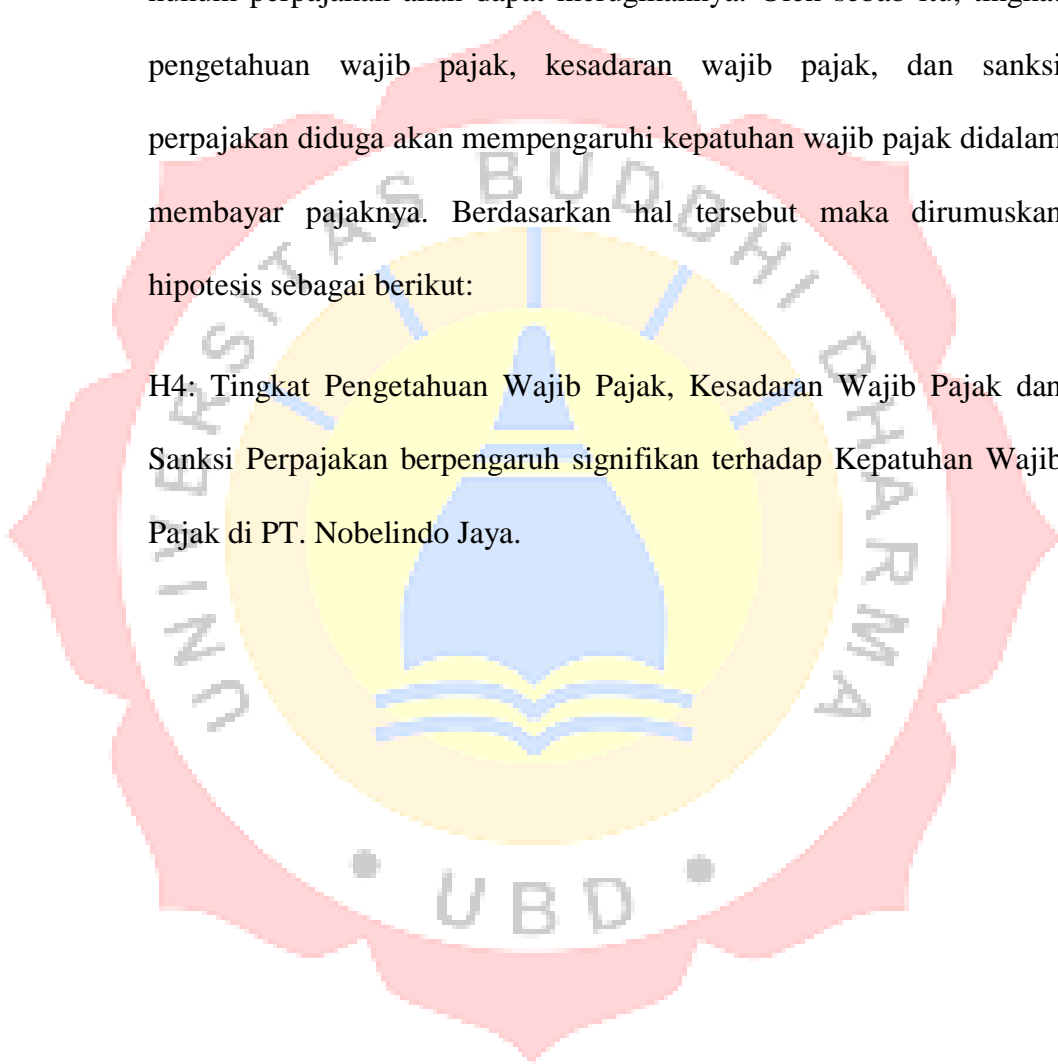 pengetahuan wajib pajak, kesadaran wajib pajak, dan sanksi
perpajakan diduga akan mempengaruhi kepatuhan wajib pajak didalam
membayar pajaknya. Berdasarkan hal tersebut maka dirumuskan
hipotesis sebagai berikut:
H4: Tingkat Pengetahuan Wajib Pajak, Kesadaran Wajib Pajak dan
Sanksi Perpajakan berpengaruh signifikan terhadap Kepatuhan Wajib
Pajak di PT. Nobelindo Jaya.
UNIVERSITAS BUDDHI DHARMA
• UBD •